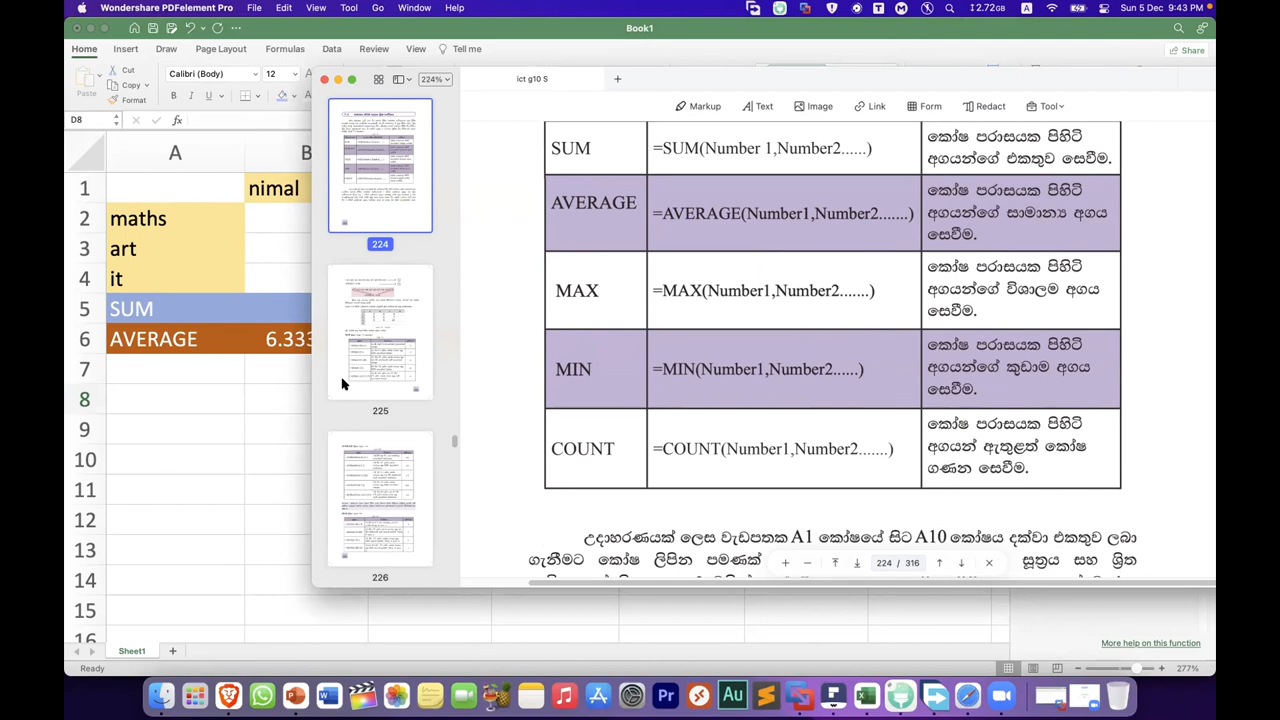 Wondershare PDFelement File Edit View Tool Go Window Help
2.72GB A Sun 5 Dec 9:43 PM
Book1
Home Insert Draw Page Layout Formulas Data Review View Tell me
Share
Paste
Cut
Copy
Format
Calibri (Body) 12
B I U
D8 fx
A B
1 nimal
2 maths
3 art
4 it
5 SUM
6 AVERAGE 6.333
7
8
9
10
11
12
13
14
15
16
224%
ict g10 S
Markup Text Image Link Form Redact Tool
224
225
226
SUM =SUM(Number 1,Number2......) කෝෂ පරාසයක පිහිටි
අගයන්ගේ එකතුව සෙවීම.
AVERAGE =AVERAGE(Number1,Number2.......) කෝෂ පරාසයක පිහිටි
අගයන්ගේ සාමාන්‍ය අගය
සෙවීම.
MAX =MAX(Number1,Number2.......) කෝෂ පරාසයක පිහිටි
අගයන්ගේ විශාලම අගය
සෙවීම.
MIN =MIN(Number1,Number2......) කෝෂ පරාසයක පිහිටි
අගයන්ගේ කුඩාම අගය
සෙවීම.
COUNT =COUNT(Number1,Number2.......) කෝෂ පරාසයක පිහිටි
අගයන් ඇතුළත් කෝෂ
ගණන සෙවීම.
උදාහරණයක් ලෙස වැඩපතක A1 කෝෂයේ සිට A10 කෝෂය දක්වා එකතුව ලබා
ගැනීමට කෝෂ ලිපින පමණක් සූත්‍රය සහ ශ්‍රිත
224 / 316
More help on this function
Sheet1
Ready
277%